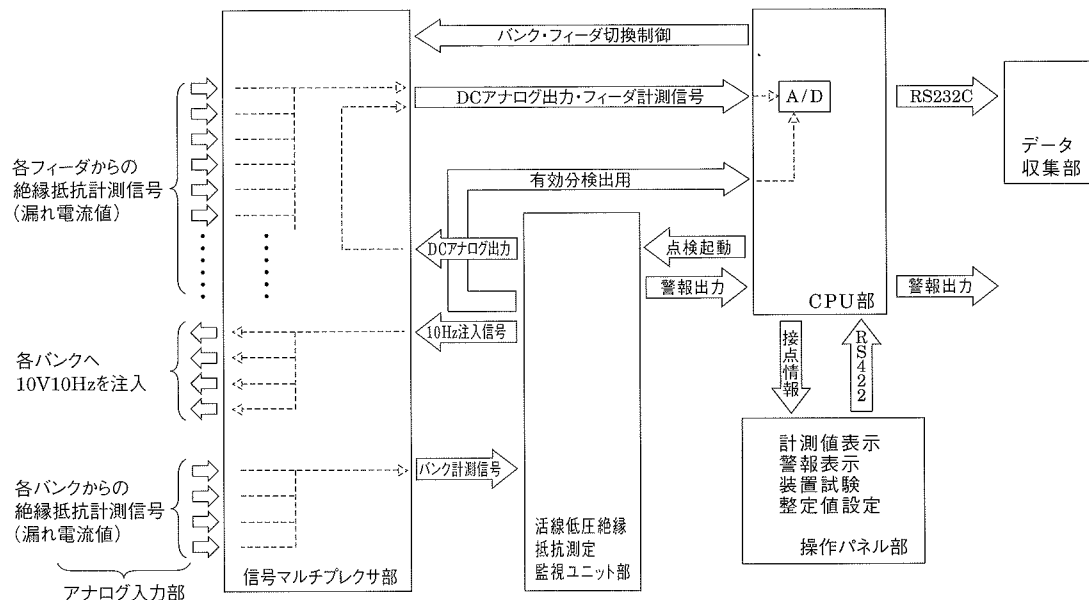 バンク・フィーダ切換制御
DCアナログ出力・フィーダ計測信号
A/D
RS232C
データ
収集部
各フィーダからの
絶縁抵抗計測信号
(漏れ電流値)
有効分検出用
DCアナログ出力
点検起動
警報出力
CPU部
警報出力
10Hz注入信号
各バンクへ
10V10Hzを注入
接点情報
RS422
バンク計測信号
計測値表示
警報表示
装置試験
整定値設定
操作パネル部
各バンクからの
絶縁抵抗計測信号
(漏れ電流値)
活線低圧絶縁
抵抗測定
監視ユニット部
信号マルチプレクサ部
アナログ入力部